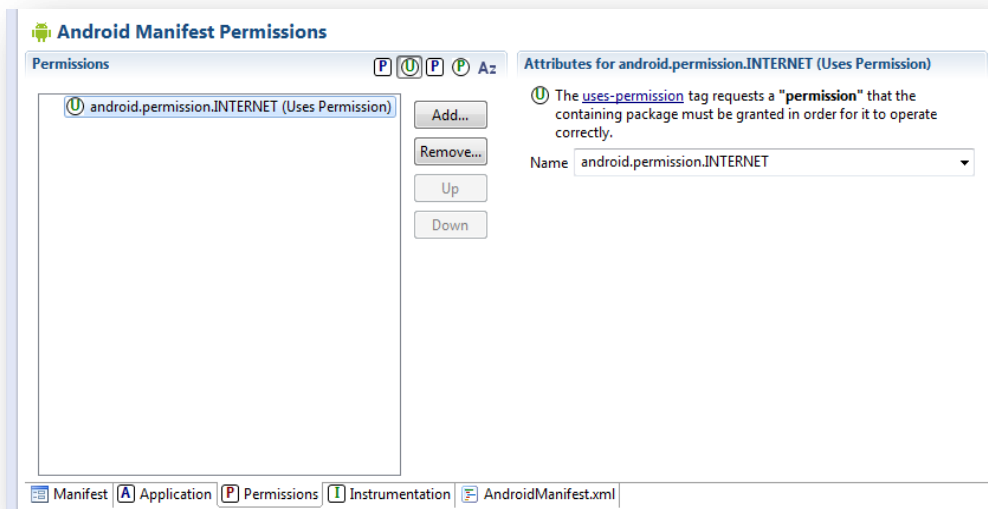 Android Manifest Permissions
Permissions
P U P P Az
Attributes for android.permission.INTERNET (Uses Permission)
U android.permission.INTERNET (Uses Permission)
Add...
Remove...
Up
Down
U The uses-permission tag requests a "permission" that the
containing package must be granted in order for it to operate
correctly.
Name android.permission.INTERNET
Manifest A Application P Permissions I Instrumentation AndroidManifest.xml